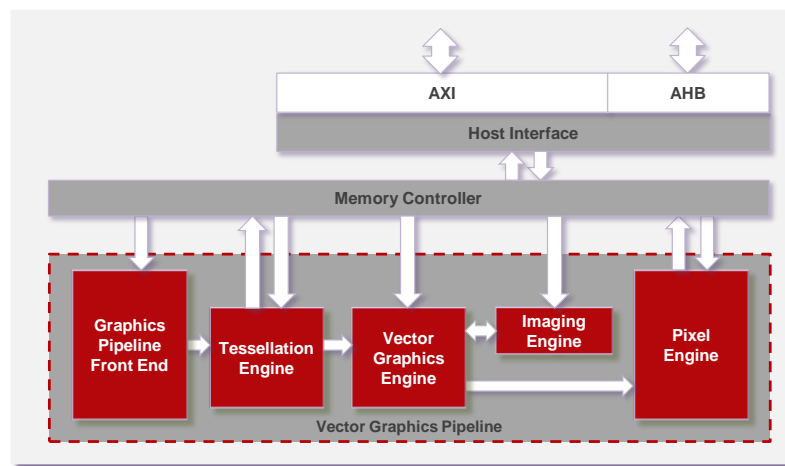 AXI
AHB
Host Interface
Memory Controller
Graphics
Pipeline
Front End
Tessellation
Engine
Vector
Graphics
Engine
Imaging
Engine
Pixel
Engine
Vector Graphics Pipeline